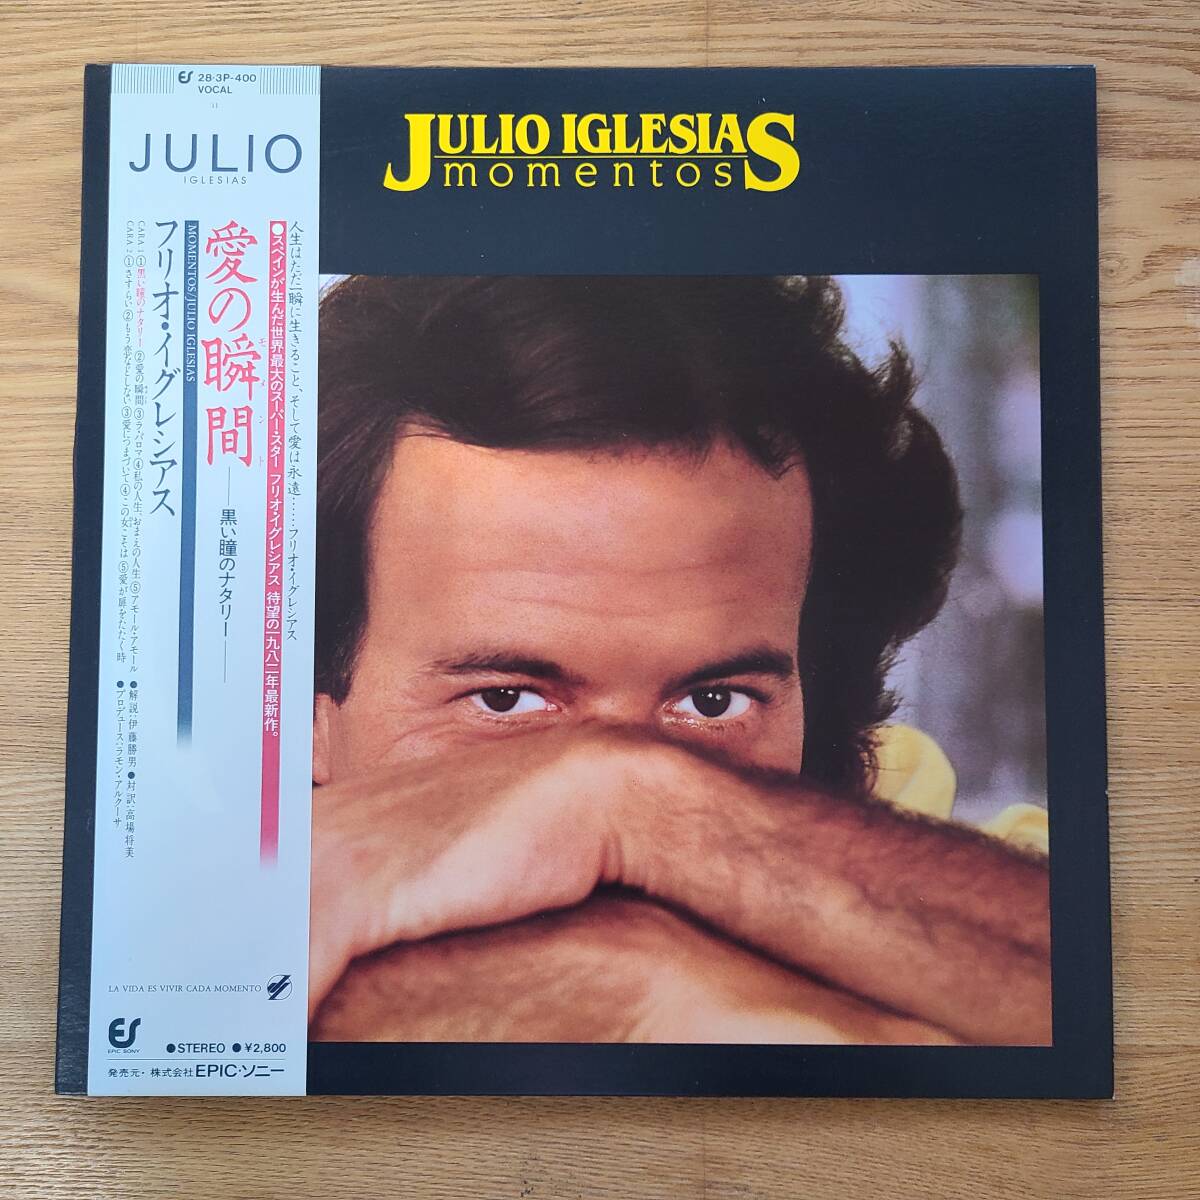 ES 28・3P-400
VOCAL
JULIO
IGLESIAS
JULIO IGLESIAS
momentos
人生はただ一瞬に生きること、そして愛は永遠……フリオ・イグレシアス
●スペインが生んだ世界最大のスーパー・スター フリオ・イグレシアス 待望の一九八二年最新作。
愛の瞬間
モメント
——黒い瞳のナタリー——
MOMENTOS/JULIO IGLESIAS
フリオ・イグレシアス
CARA 1 ①黒い瞳のナタリー ②愛の瞬間 ③ラ・パロマ ④私の人生、おまえの人生 ⑤アモール・アモール
CARA 2 ①さすらい ②もう恋などしない ③愛につまづいて ④この女こそは ⑤愛が扉をたたく時
●解説:伊藤勝男 ●対訳:高場将美
●プロデュース:ラモン・アルクーサ
LA VIDA ES VIVIR CADA MOMENTO
ES
EPIC SONY
●STEREO ●¥2,800
発売元・株式会社EPIC・ソニー